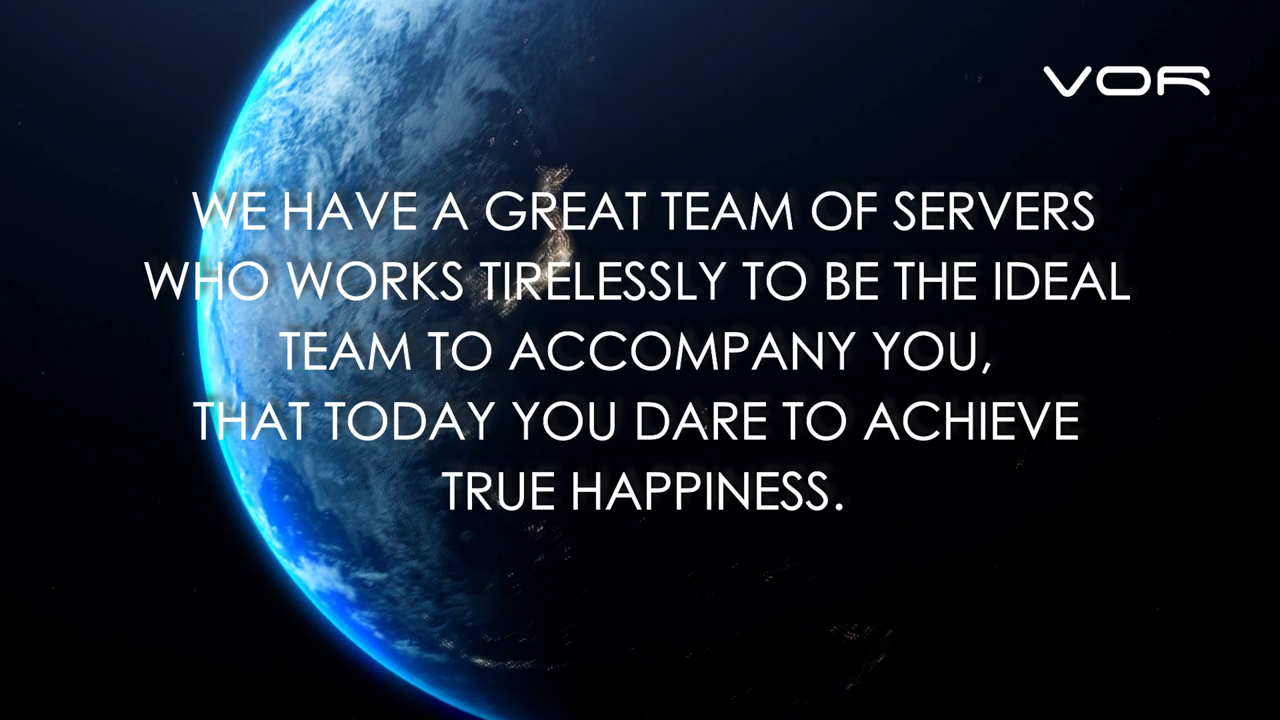 VOR
WE HAVE A GREAT TEAM OF SERVERS
WHO WORKS TIRELESSLY TO BE THE IDEAL
TEAM TO ACCOMPANY YOU,
THAT TODAY YOU DARE TO ACHIEVE
TRUE HAPPINESS.